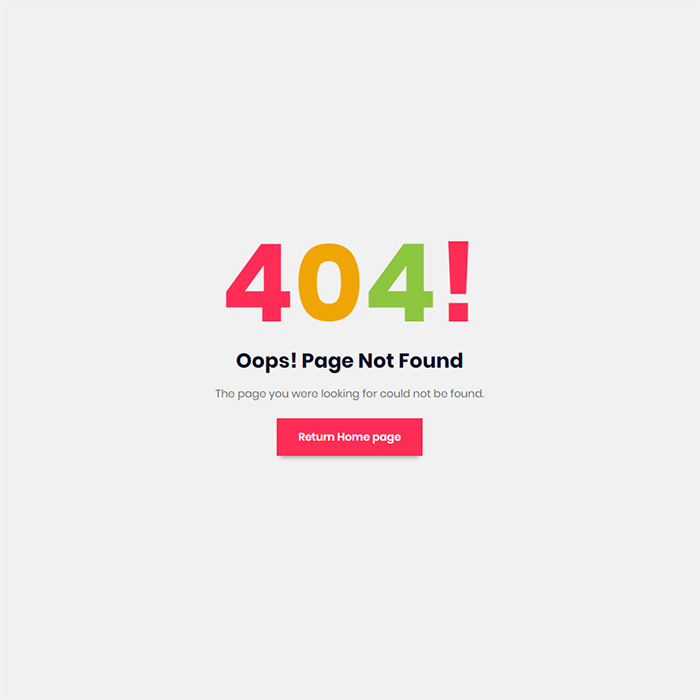 404!
Oops! Page Not Found
The page you were looking for could not be found.
Return Home page